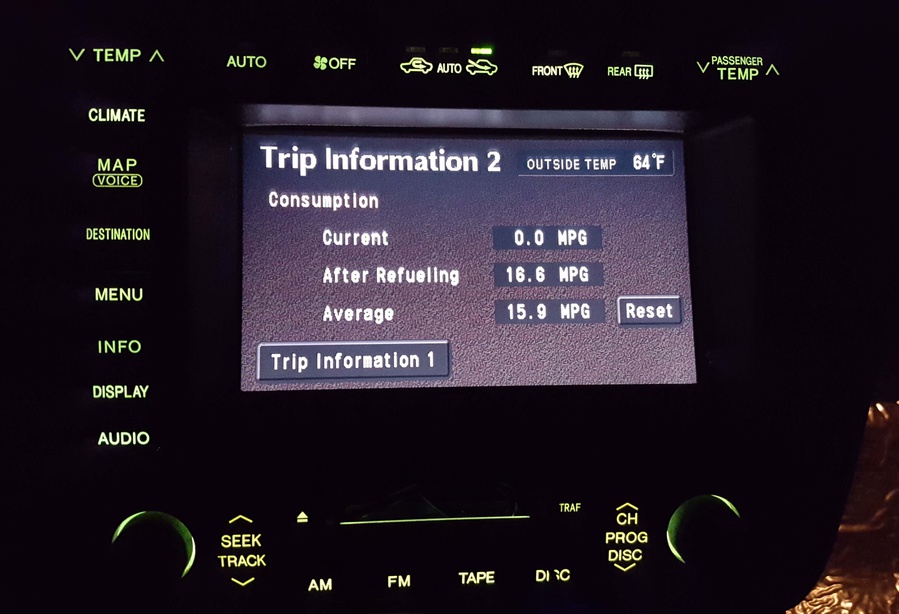 TEMP
AUTO
OFF
AUTO
FRONT
REAR
PASSENGER
TEMP
CLIMATE
MAP
VOICE
DESTINATION
MENU
INFO
DISPLAY
AUDIO
Trip Information 2
OUTSIDE TEMP 64°F
Consumption
Current 0.0 MPG
After Refueling 16.6 MPG
Average 15.9 MPG Reset
Trip Information 1
SEEK
TRACK
AM
FM
TAPE
DISC
TRAF
CH
PROG
DISC